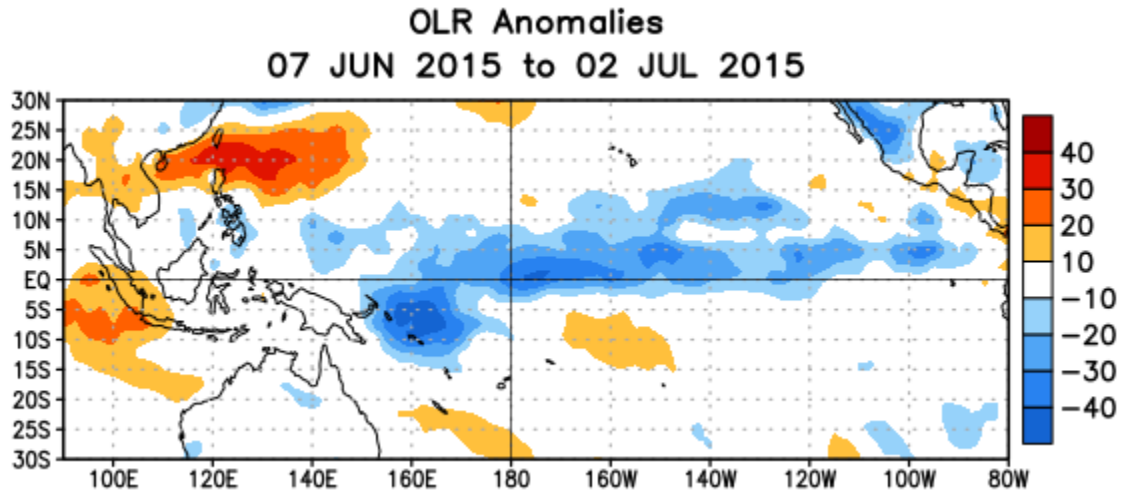 OLR Anomalies
07 JUN 2015 to 02 JUL 2015
30N
25N
20N
15N
10N
5N
EQ
5S
10S
15S
20S
25S
30S
100E 120E 140E 160E 180 160W 140W 120W 100W 80W
40
30
20
10
-10
-20
-30
-40